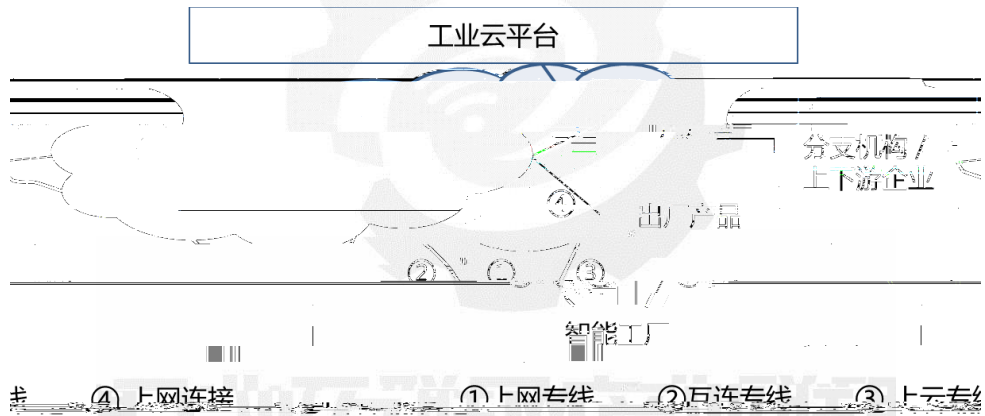 工业云平台
分支机构/
上下游企业
④
出厂产品
② ① ③
智能工厂
④ 上网连接 ①上网专线 ②互连专线 ③ 上云专线